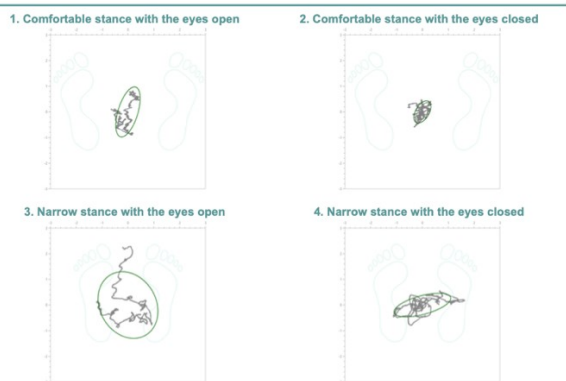 1. Comfortable stance with the eyes open
2. Comfortable stance with the eyes closed
3. Narrow stance with the eyes open
4. Narrow stance with the eyes closed